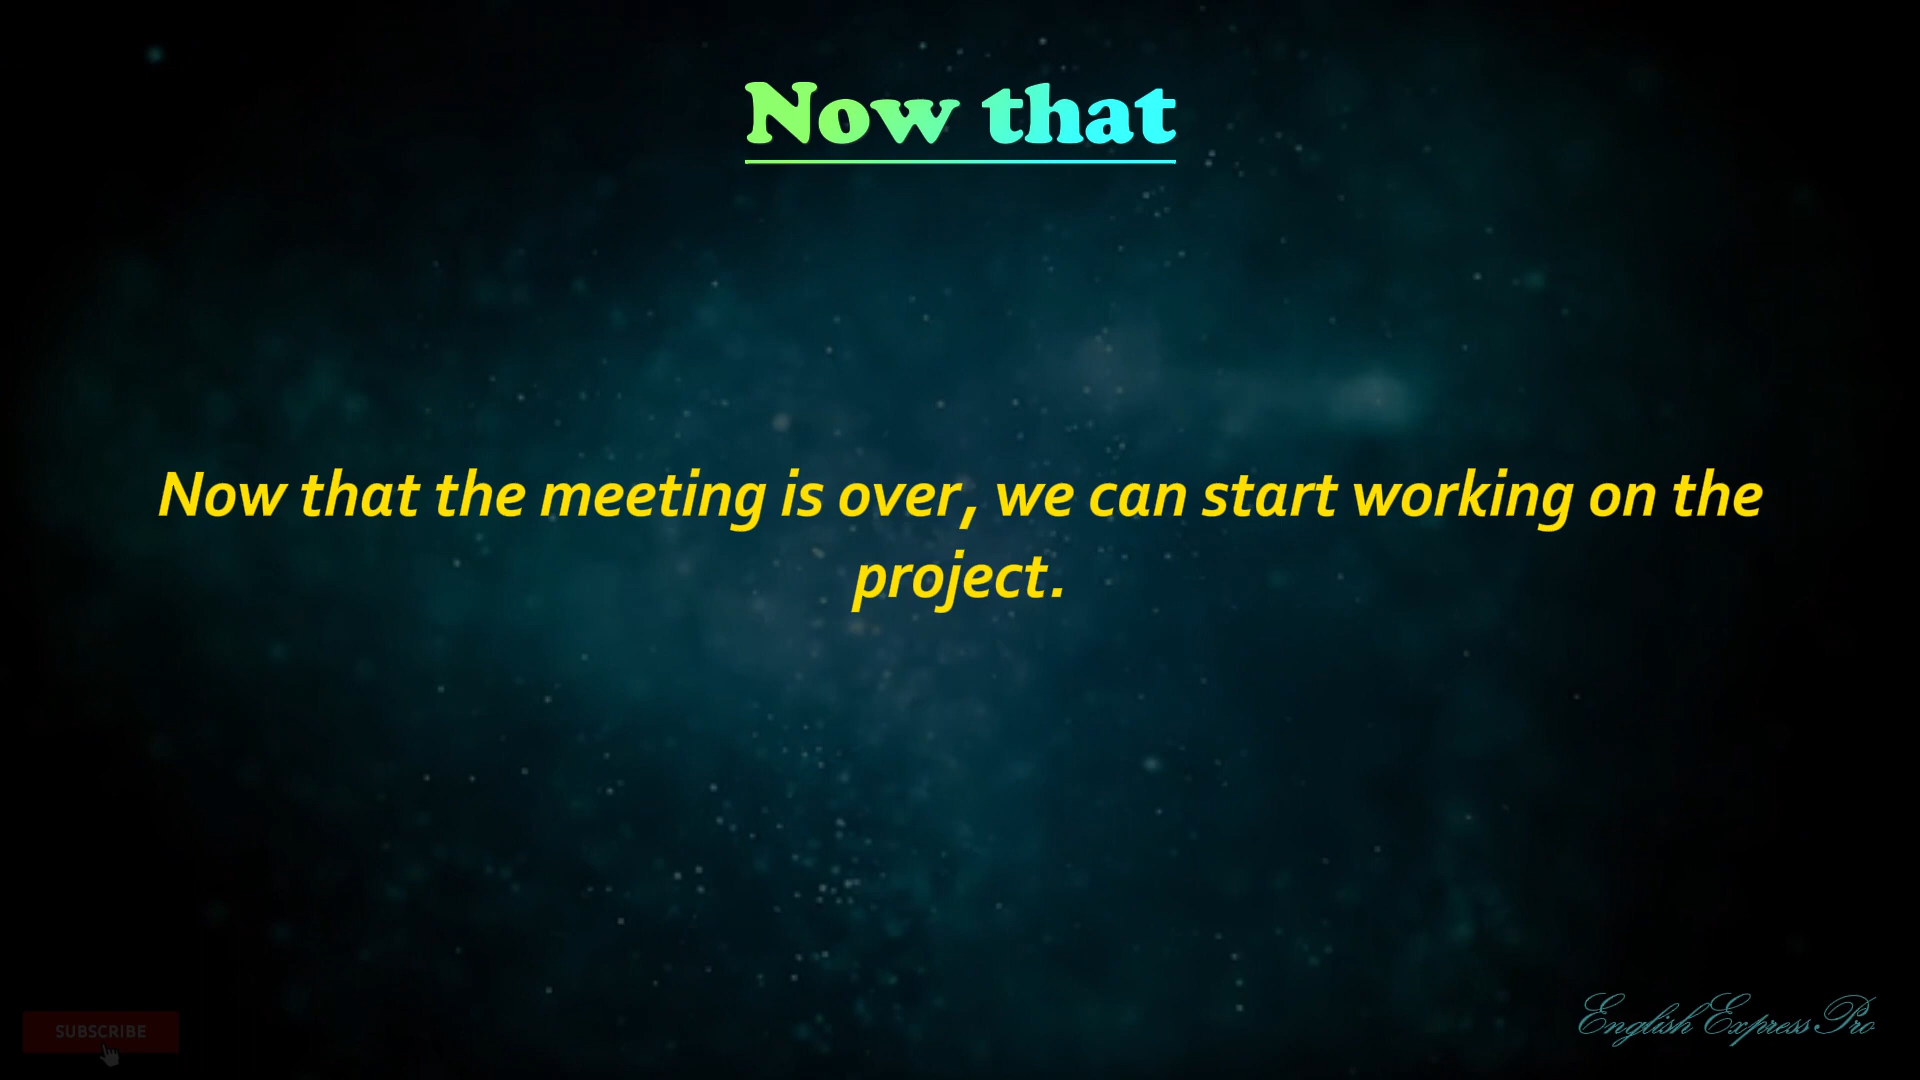 Now that
Now that the meeting is over, we can start working on the
project.
SUBSCRIBE
English Express Pro